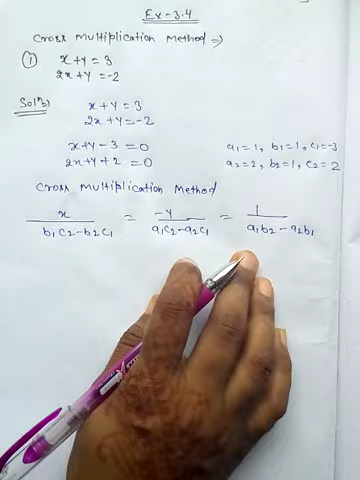 Ex - 3.4
Cross Multiplication Method ⇒
① x+y = 3
2x+y = -2
Solⁿ⇒ x+y = 3
2x+y = -2
x+y - 3 = 0 a₁=1, b₁=1, c₁=-3
2x+y+2 = 0 a₂=2, b₂=1, c₂=2
Cross Multiplication Method
x / (b₁c₂-b₂c₁) = -y / (a₁c₂-a₂c₁) = 1 / (a₁b₂-a₂b₁)